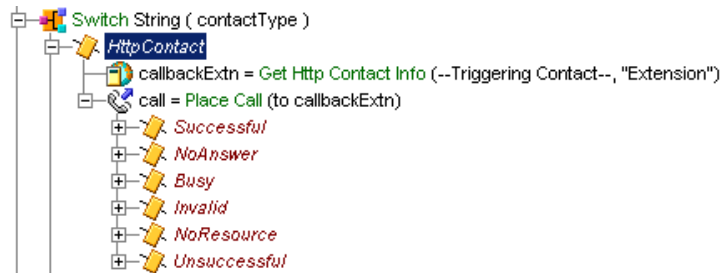 Switch String ( contactType )
HttpContact
callbackExtn = Get Http Contact Info (--Triggering Contact--, "Extension")
call = Place Call (to callbackExtn)
Successful
NoAnswer
Busy
Invalid
NoResource
Unsuccessful